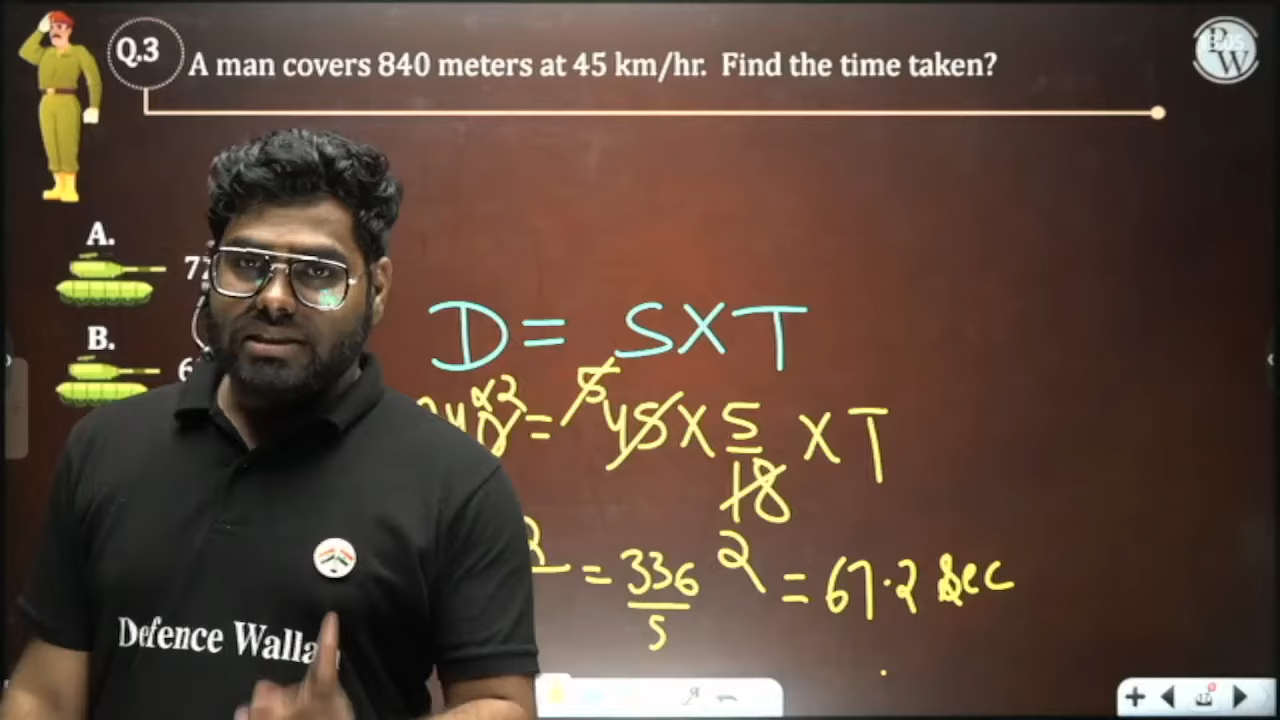 Q.3 A man covers 840 meters at 45 km/hr. Find the time taken?
A.
B.
D = S X T
= 45 X 5/18 X T
= 336/5 = 67.2 Sec
Defence Walla
PW